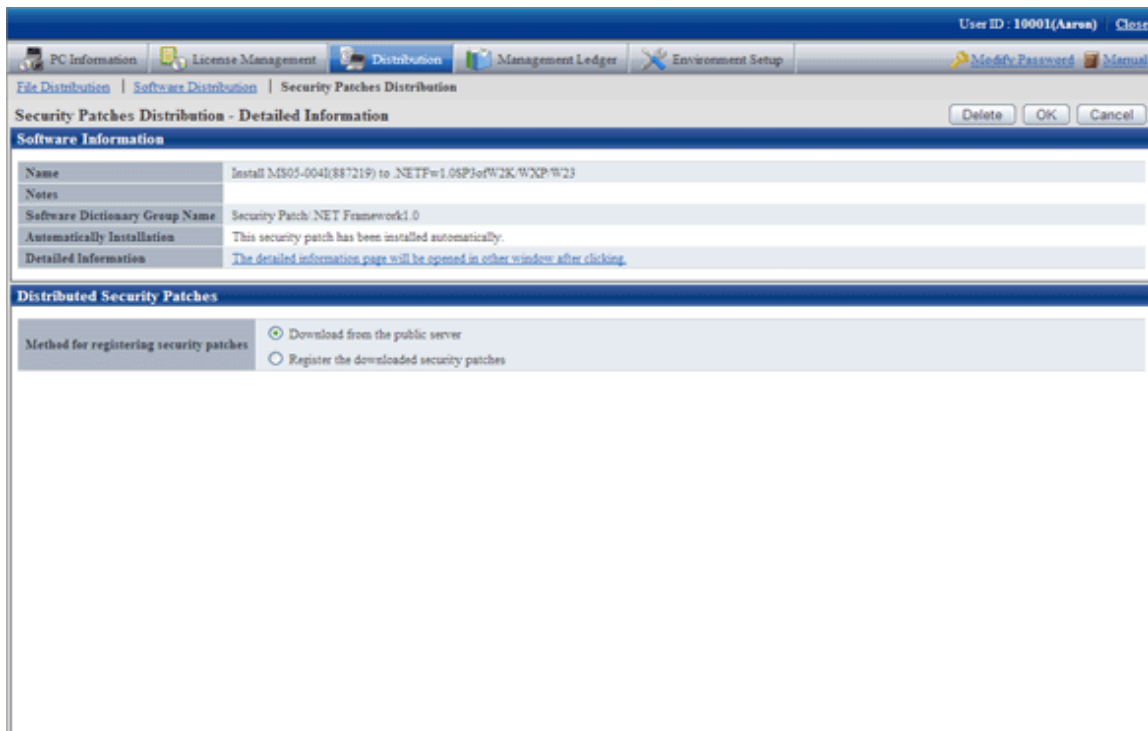 User ID : 10001(Aaron) Close
PC Information License Management Distribution Management Ledger Environment Setup Modify Password Manual
File Distribution | Software Distribution | Security Patches Distribution
Security Patches Distribution - Detailed Information Delete OK Cancel
Software Information
Name Install MS05-004I(887219) to .NETFw1.0SP3ofW2K/WXP/W23
Notes
Software Dictionary Group Name Security Patch/.NET Framework1.0
Automatically Installation This security patch has been installed automatically.
Detailed Information The detailed information page will be opened in other window after clicking.
Distributed Security Patches
Method for registering security patches
Download from the public server
Register the downloaded security patches